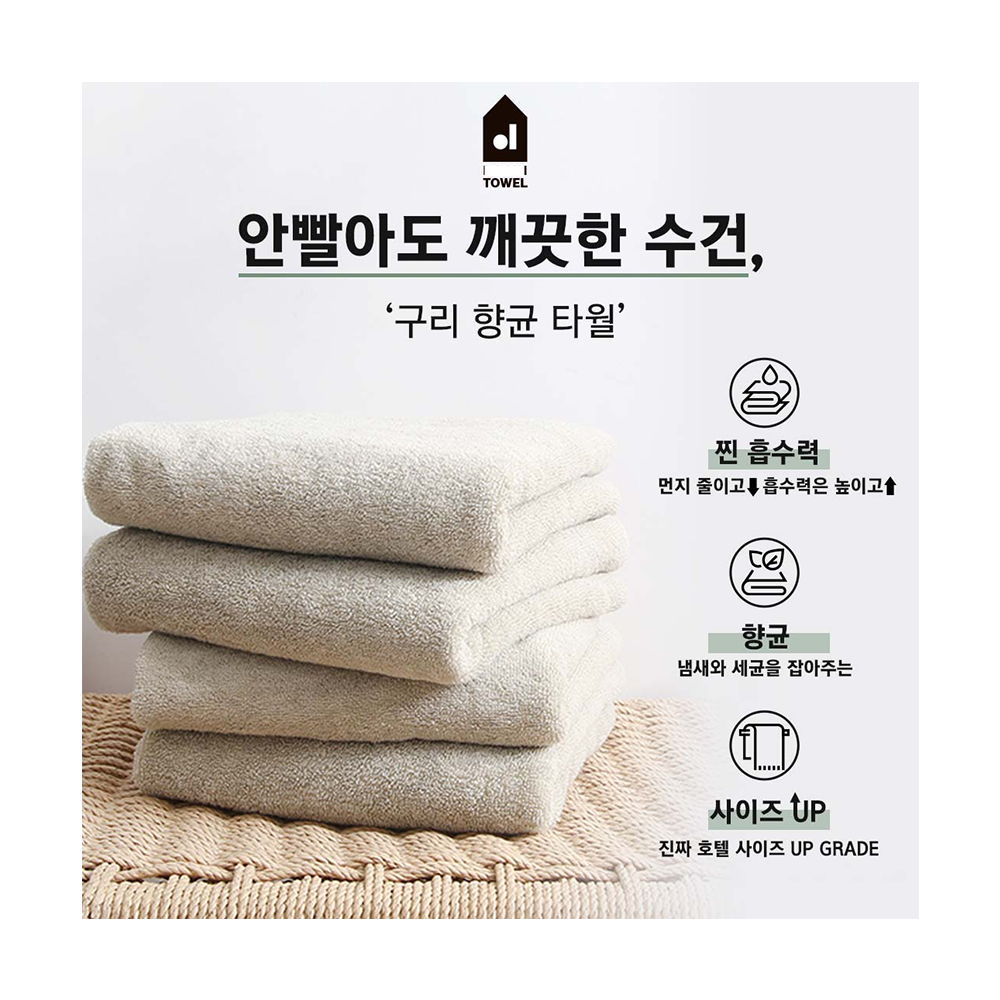 TOWEL
안빨아도 깨끗한 수건,
‘구리 향균 타월’
찐 흡수력
먼지 줄이고⬇흡수력은 높이고⬆
향균
냄새와 세균을 잡아주는
사이즈 UP
진짜 호텔 사이즈 UP GRADE